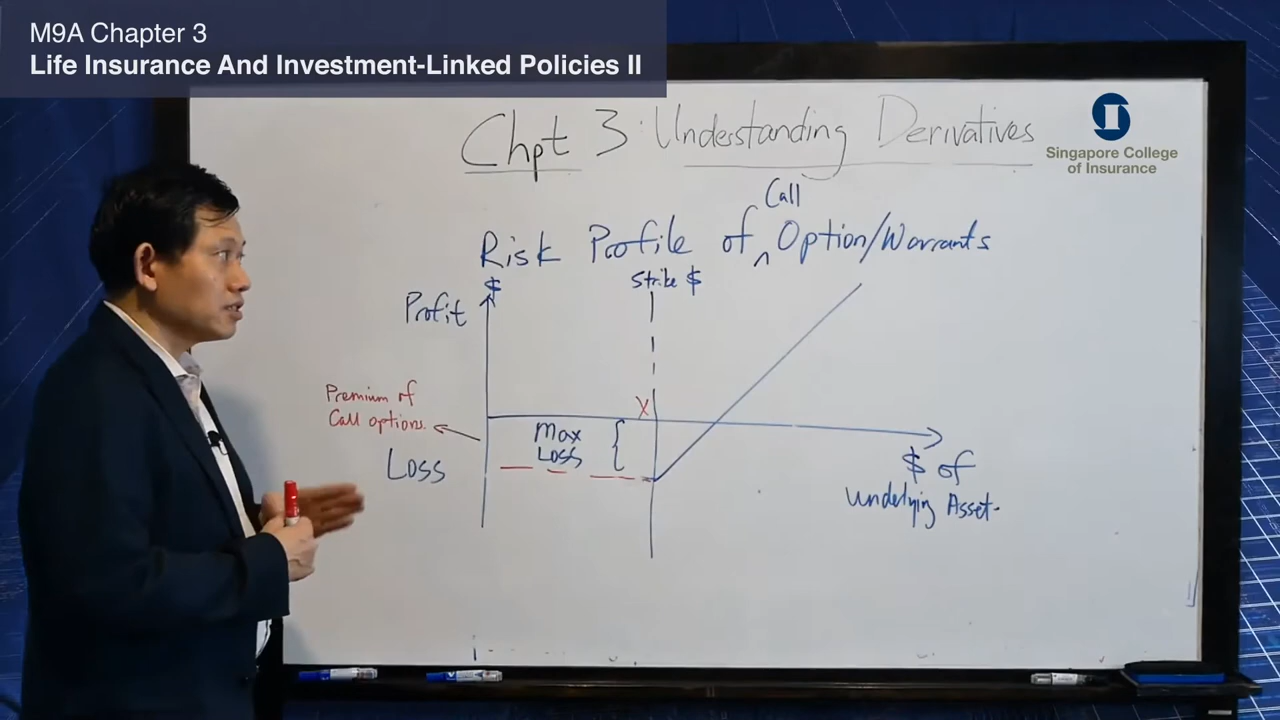 M9A Chapter 3
Life Insurance And Investment-Linked Policies II
Chpt 3: Understanding Derivatives
Singapore College
of Insurance
Call
Risk Profile of ^ Option/Warrants
$
Strike $
Profit
Premium of
Call options.
X
Max
Loss
Loss
$ of
Underlying Asset.